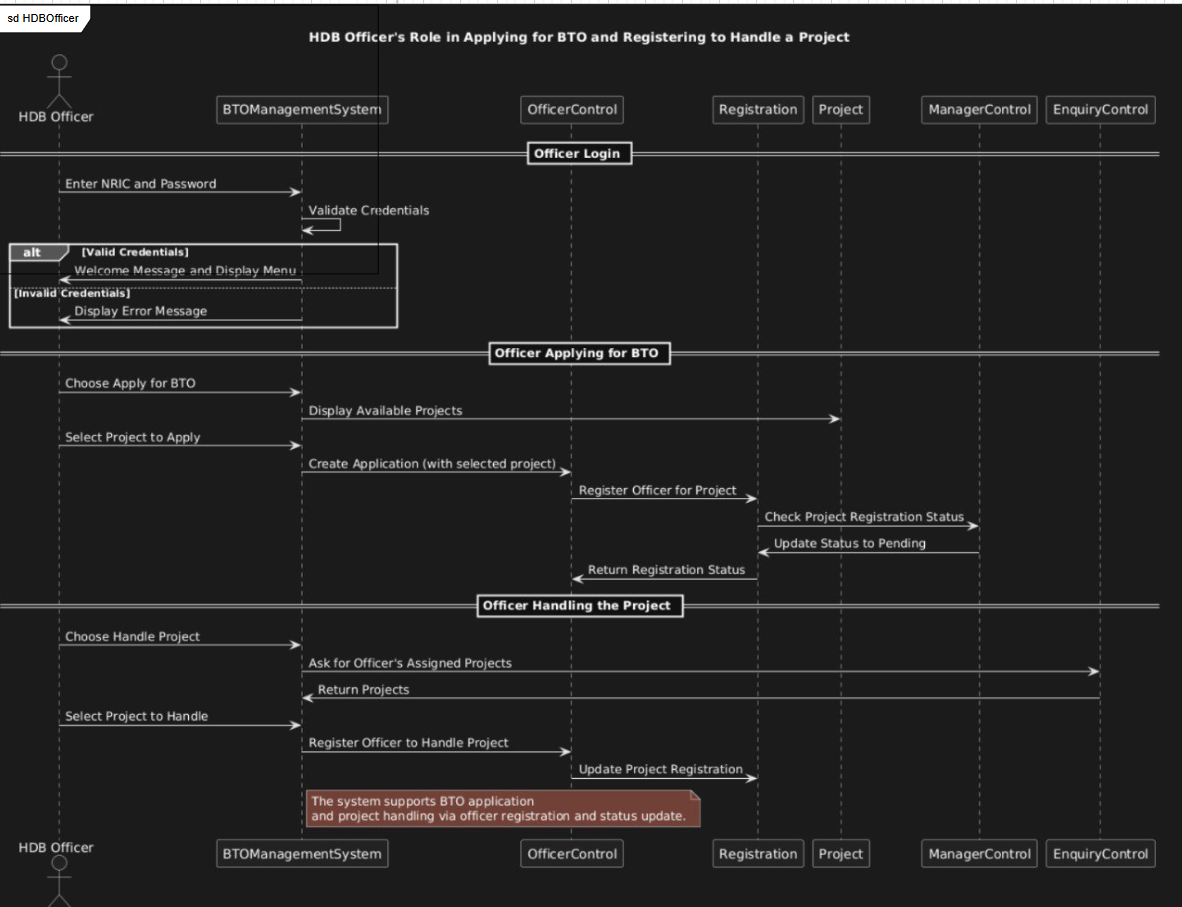 sd HDBOfficer
HDB Officer's Role in Applying for BTO and Registering to Handle a Project
HDB Officer
BTOManagementSystem
OfficerControl
Registration
Project
ManagerControl
EnquiryControl
Officer Login
Enter NRIC and Password
Validate Credentials
alt
[Valid Credentials]
Welcome Message and Display Menu
[Invalid Credentials]
Display Error Message
Officer Applying for BTO
Choose Apply for BTO
Display Available Projects
Select Project to Apply
Create Application (with selected project)
Register Officer for Project
Check Project Registration Status
Update Status to Pending
Return Registration Status
Officer Handling the Project
Choose Handle Project
Ask for Officer's Assigned Projects
Return Projects
Select Project to Handle
Register Officer to Handle Project
Update Project Registration
The system supports BTO application
and project handling via officer registration and status update.
HDB Officer
BTOManagementSystem
OfficerControl
Registration
Project
ManagerControl
EnquiryControl